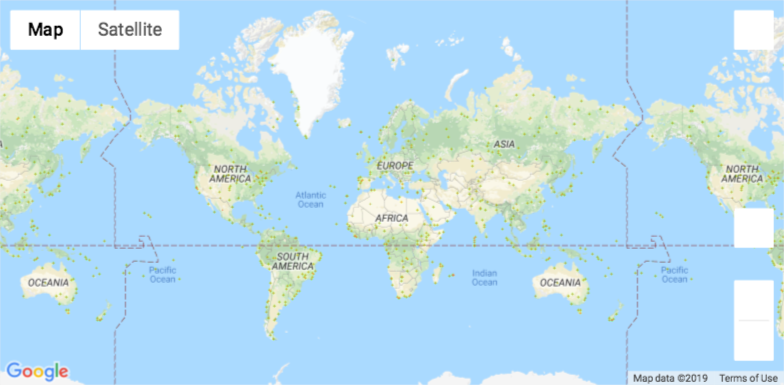 Map
Satellite
A
NORTH
AMERICA
EUROPE
ASIA
NORTH
AMERICA
Atlantic
Ocean
AFRICA
SOUTH
AMERICA
OCEANIA
Pacific
Ocean
Indian
Ocean
OCEANIA
Pacific
Ocean
Google
Map data ©2019
Terms of Use